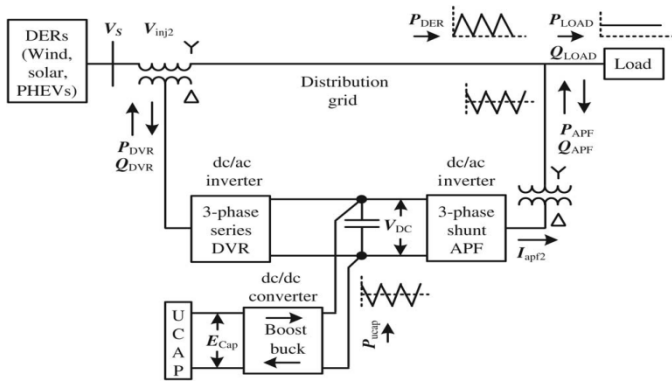 DERs
(Wind,
solar,
PHEVs)
V_S
V_inj2
Y
Δ
P_DER
P_LOAD
Q_LOAD
Load
Distribution
grid
P_DVR
Q_DVR
P_APF
Q_APF
dc/ac
inverter
3-phase
series
DVR
V_DC
dc/ac
inverter
3-phase
shunt
APF
Y
Δ
I_apf2
dc/dc
converter
UCAP
E_Cap
Boost
buck
P_ucap